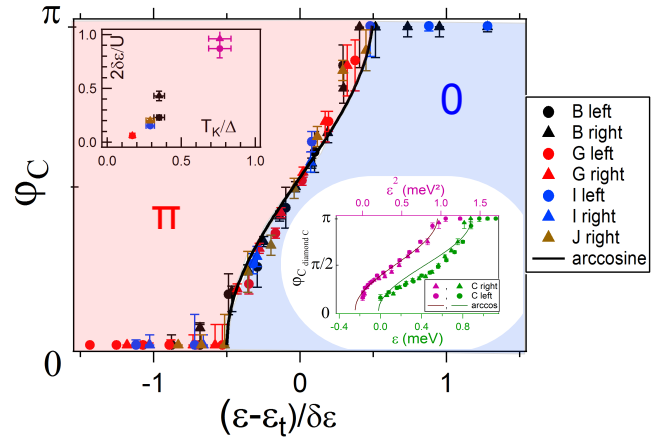 π
φC
0
-1
0
1
(ε-εt)/δε
π
0
1.0
0.5
0.0
2δε/U
TK/Δ
0.0
0.5
1.0
B left
B right
G left
G right
I left
I right
J right
arccosine
ε² (meV²)
0.0
0.5
1.0
1.5
π
π/2
0
φC diamond C
C right
C left
arccos
-0.4
0.0
0.4
0.8
ε (meV)